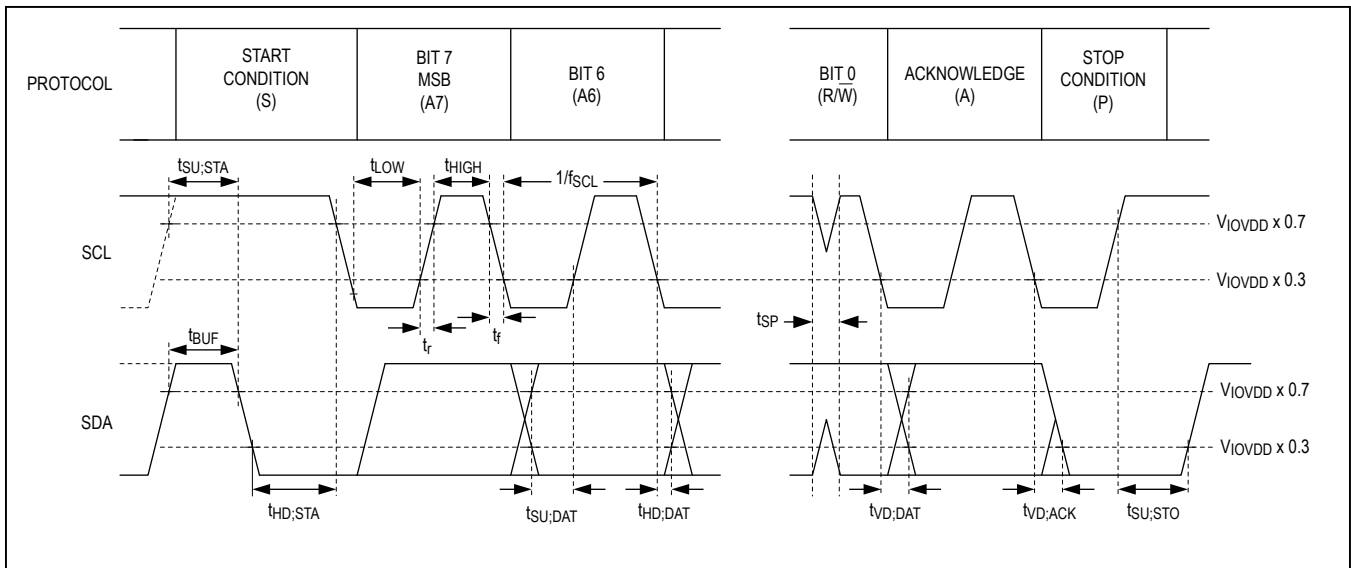 PROTOCOL
START
CONDITION
(S)
BIT 7
MSB
(A7)
BIT 6
(A6)
BIT 0
(R/W̅)
ACKNOWLEDGE
(A)
STOP
CONDITION
(P)
tSU;STA
tLOW
tHIGH
1/fSCL
SCL
VIOVDD x 0.7
VIOVDD x 0.3
tr
tf
tSP
tBUF
SDA
VIOVDD x 0.7
VIOVDD x 0.3
tHD;STA
tSU;DAT
tHD;DAT
tVD;DAT
tVD;ACK
tSU;STO